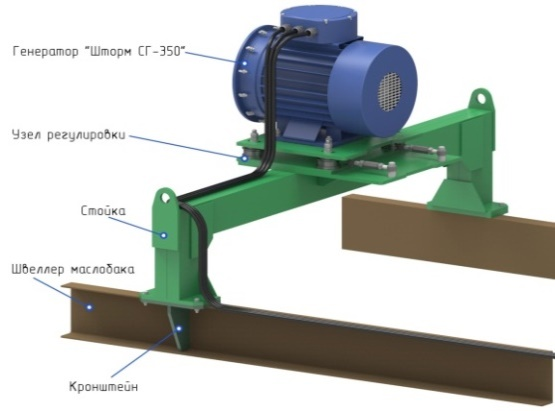 Генератор "Шторм СГ-350"
Узел регулировки
Стойка
Швеллер маслобака
Кронштейн